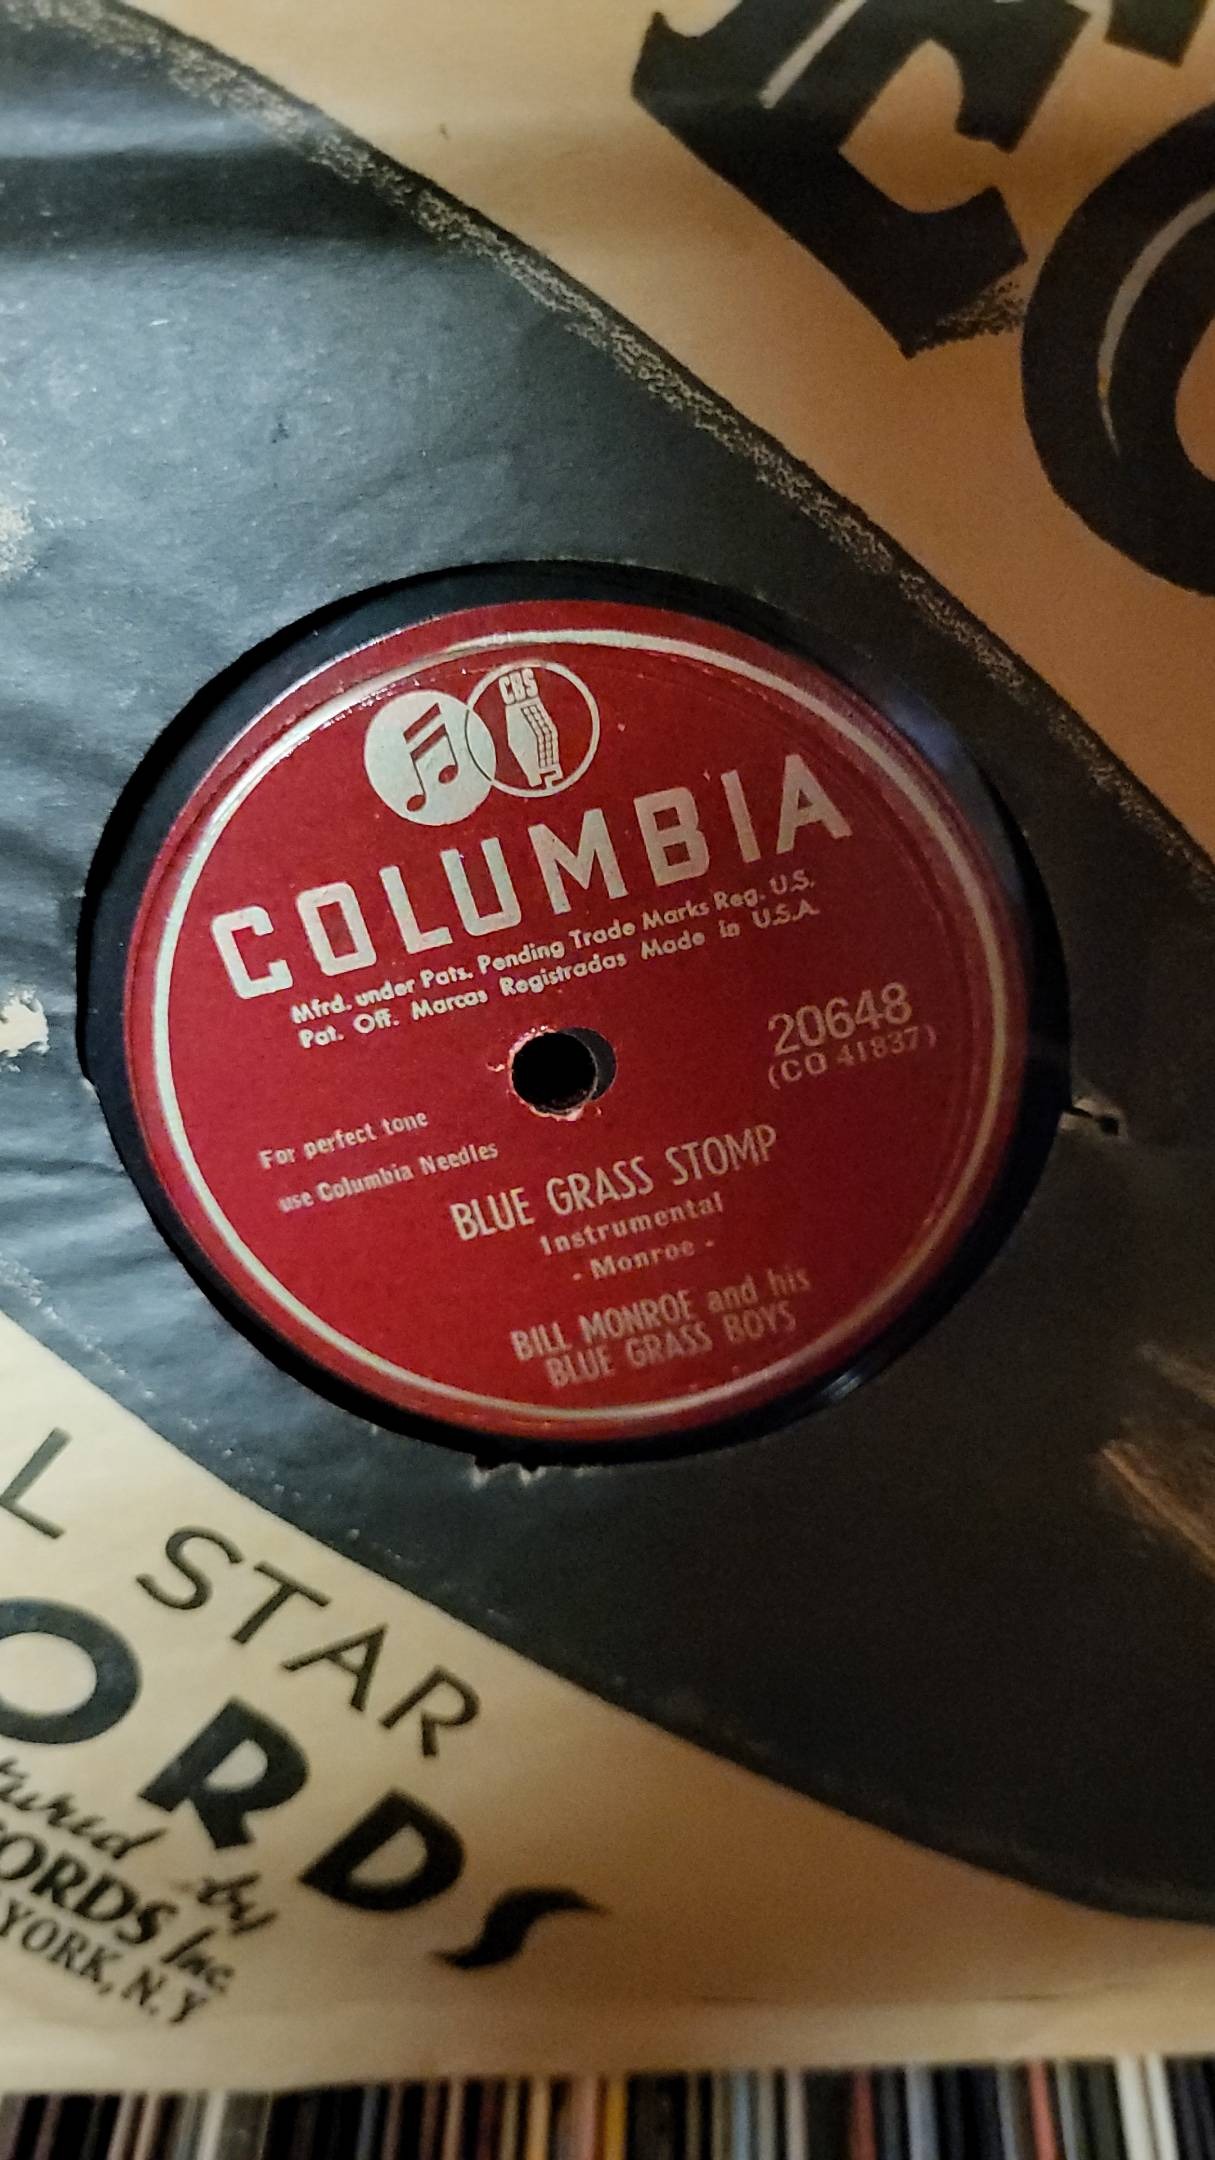 CBS
COLUMBIA
Mfrd. under Pats. Pending Trade Marks Reg. U.S.
Pat. Off. Marcas Registradas Made in U.S.A.
20648
(CO 41837)
For perfect tone
use Columbia Needles
BLUE GRASS STOMP
Instrumental
- Monroe -
BILL MONROE and his
BLUE GRASS BOYS
L STAR
ORDS
by
CORDS Inc.
YORK, N.Y